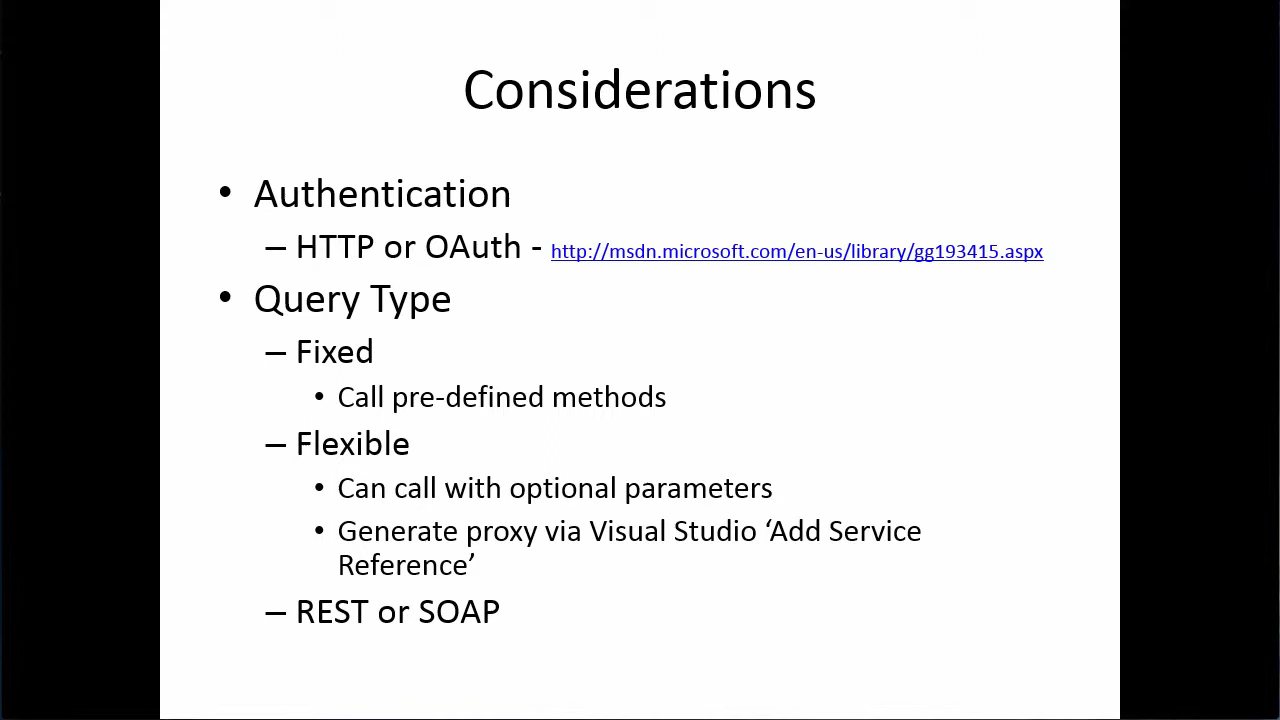 Considerations
• Authentication
– HTTP or OAuth - http://msdn.microsoft.com/en-us/library/gg193415.aspx
• Query Type
– Fixed
• Call pre-defined methods
– Flexible
• Can call with optional parameters
• Generate proxy via Visual Studio ‘Add Service
Reference’
– REST or SOAP